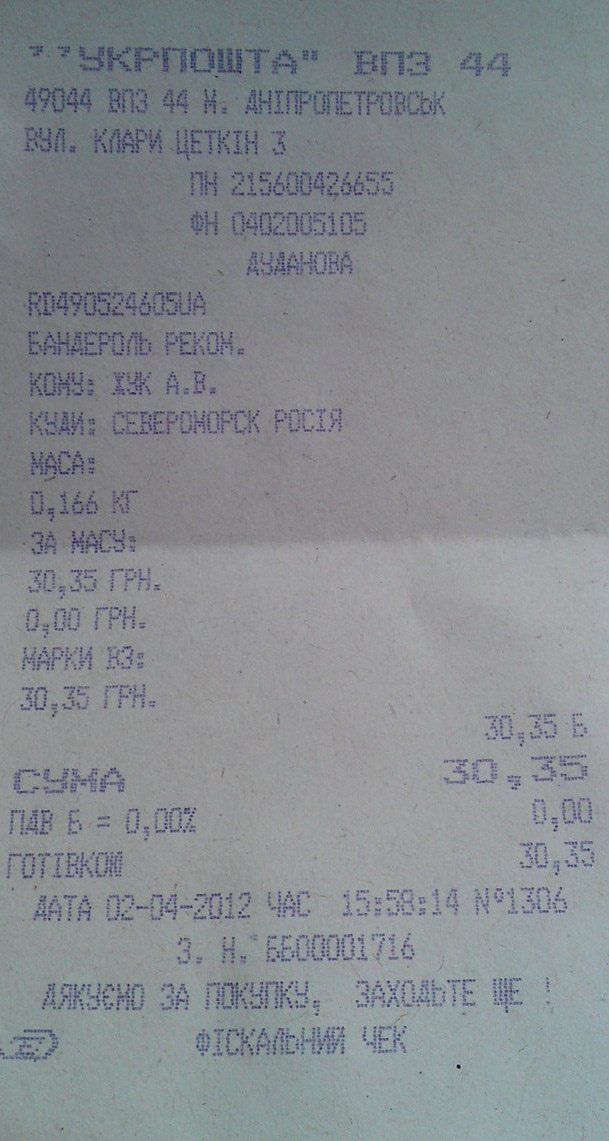 ''УКРПОШТА" ВПЗ 44
49044 ВПЗ 44 М. ДНІПРОПЕТРОВСЬК
ВУЛ. КЛАРИ ЦЕТКІН 3
ПН 215600426655
ФН 0402005105
ДУДАНОВА
RD490524605UA
БАНДЕРОЛЬ РЕКОМ.
КОМУ: ЖУК А.В.
КУДИ: СЕВЕРОМОРСК РОСІЯ
МАСА:
0,166 КГ
ЗА МАСУ:
30,35 ГРН.
0,00 ГРН.
МАРКИ ВЗ:
30,35 ГРН.
30,35 Б
СУМА 30,35
ПДВ Б = 0,00% 0,00
ГОТІВКОЮ 30,35
ДАТА 02-04-2012 ЧАС 15:58:14 №1306
З. Н. ББ00001716
ДЯКУЄМО ЗА ПОКУПКУ, ЗАХОДЬТЕ ЩЕ !
ФІСКАЛЬНИЙ ЧЕК